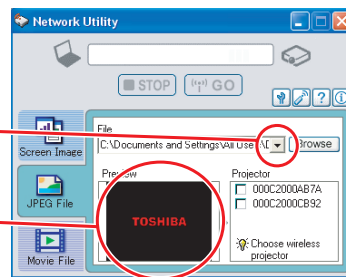 Network Utility
STOP
GO
?
File
Screen Image
C:\Documents and Settings\All Use
Browse
Preview
Projector
000C2000AB7A
000C2000CB92
JPEG File
TOSHIBA
Choose wireless
projector
Movie File